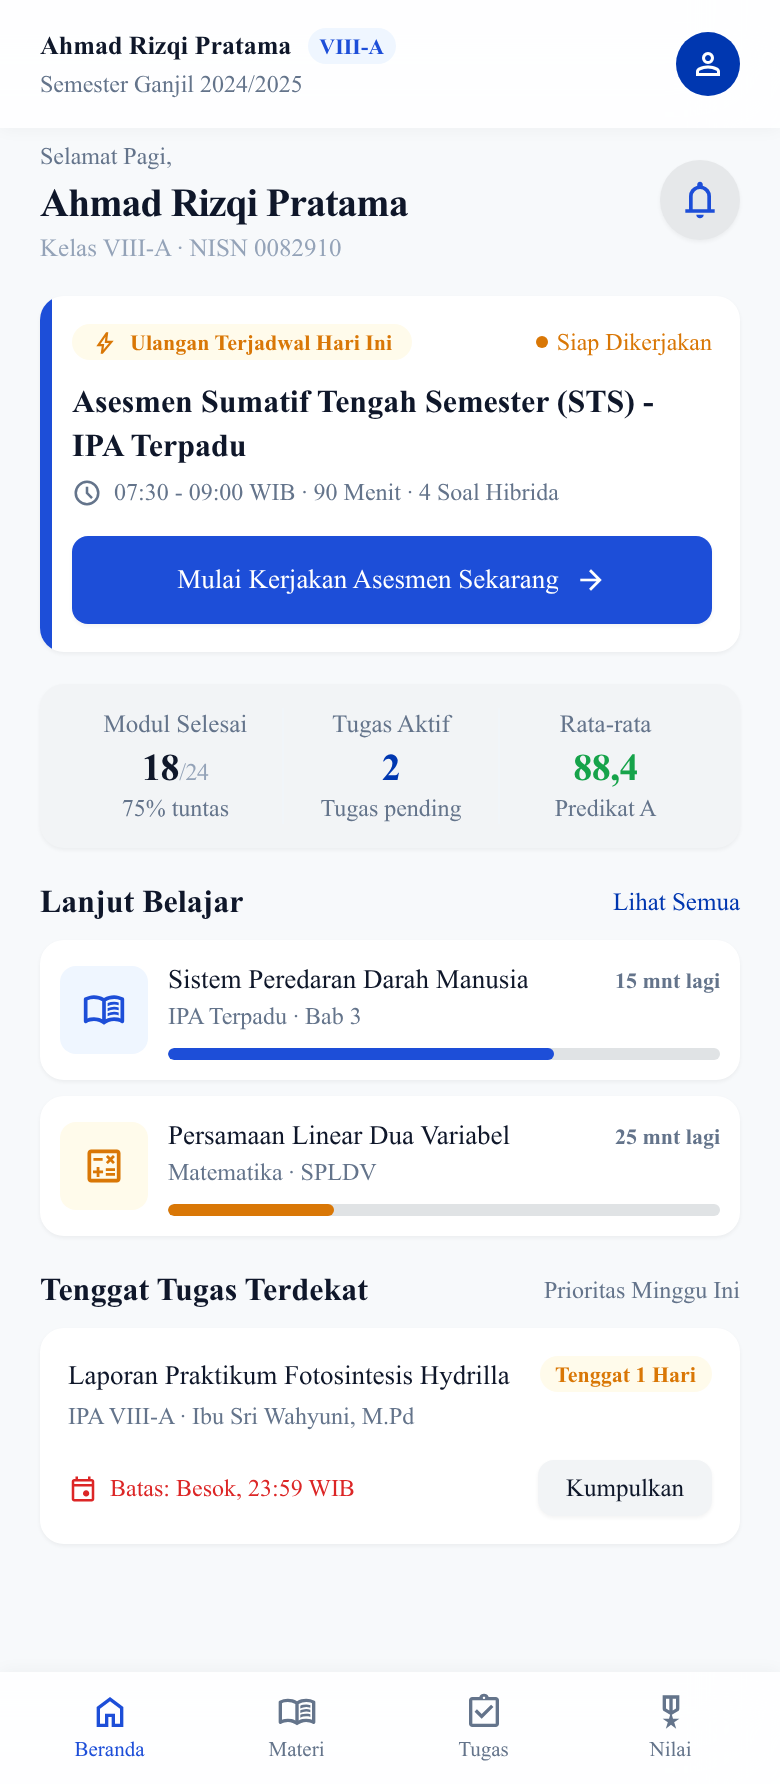 Ahmad Rizqi Pratama VIII-A
Semester Ganjil 2024/2025
Selamat Pagi,
Ahmad Rizqi Pratama
Kelas VIII-A · NISN 0082910
Ulangan Terjadwal Hari Ini
Siap Dikerjakan
Asesmen Sumatif Tengah Semester (STS) -
IPA Terpadu
07:30 - 09:00 WIB · 90 Menit · 4 Soal Hibrida
Mulai Kerjakan Asesmen Sekarang
Modul Selesai
18/24
75% tuntas
Tugas Aktif
2
Tugas pending
Rata-rata
88,4
Predikat A
Lanjut Belajar
Lihat Semua
Sistem Peredaran Darah Manusia
15 mnt lagi
IPA Terpadu · Bab 3
Persamaan Linear Dua Variabel
25 mnt lagi
Matematika · SPLDV
Tenggat Tugas Terdekat
Prioritas Minggu Ini
Laporan Praktikum Fotosintesis Hydrilla
Tenggat 1 Hari
IPA VIII-A · Ibu Sri Wahyuni, M.Pd
Batas: Besok, 23:59 WIB
Kumpulkan
Beranda
Materi
Tugas
Nilai